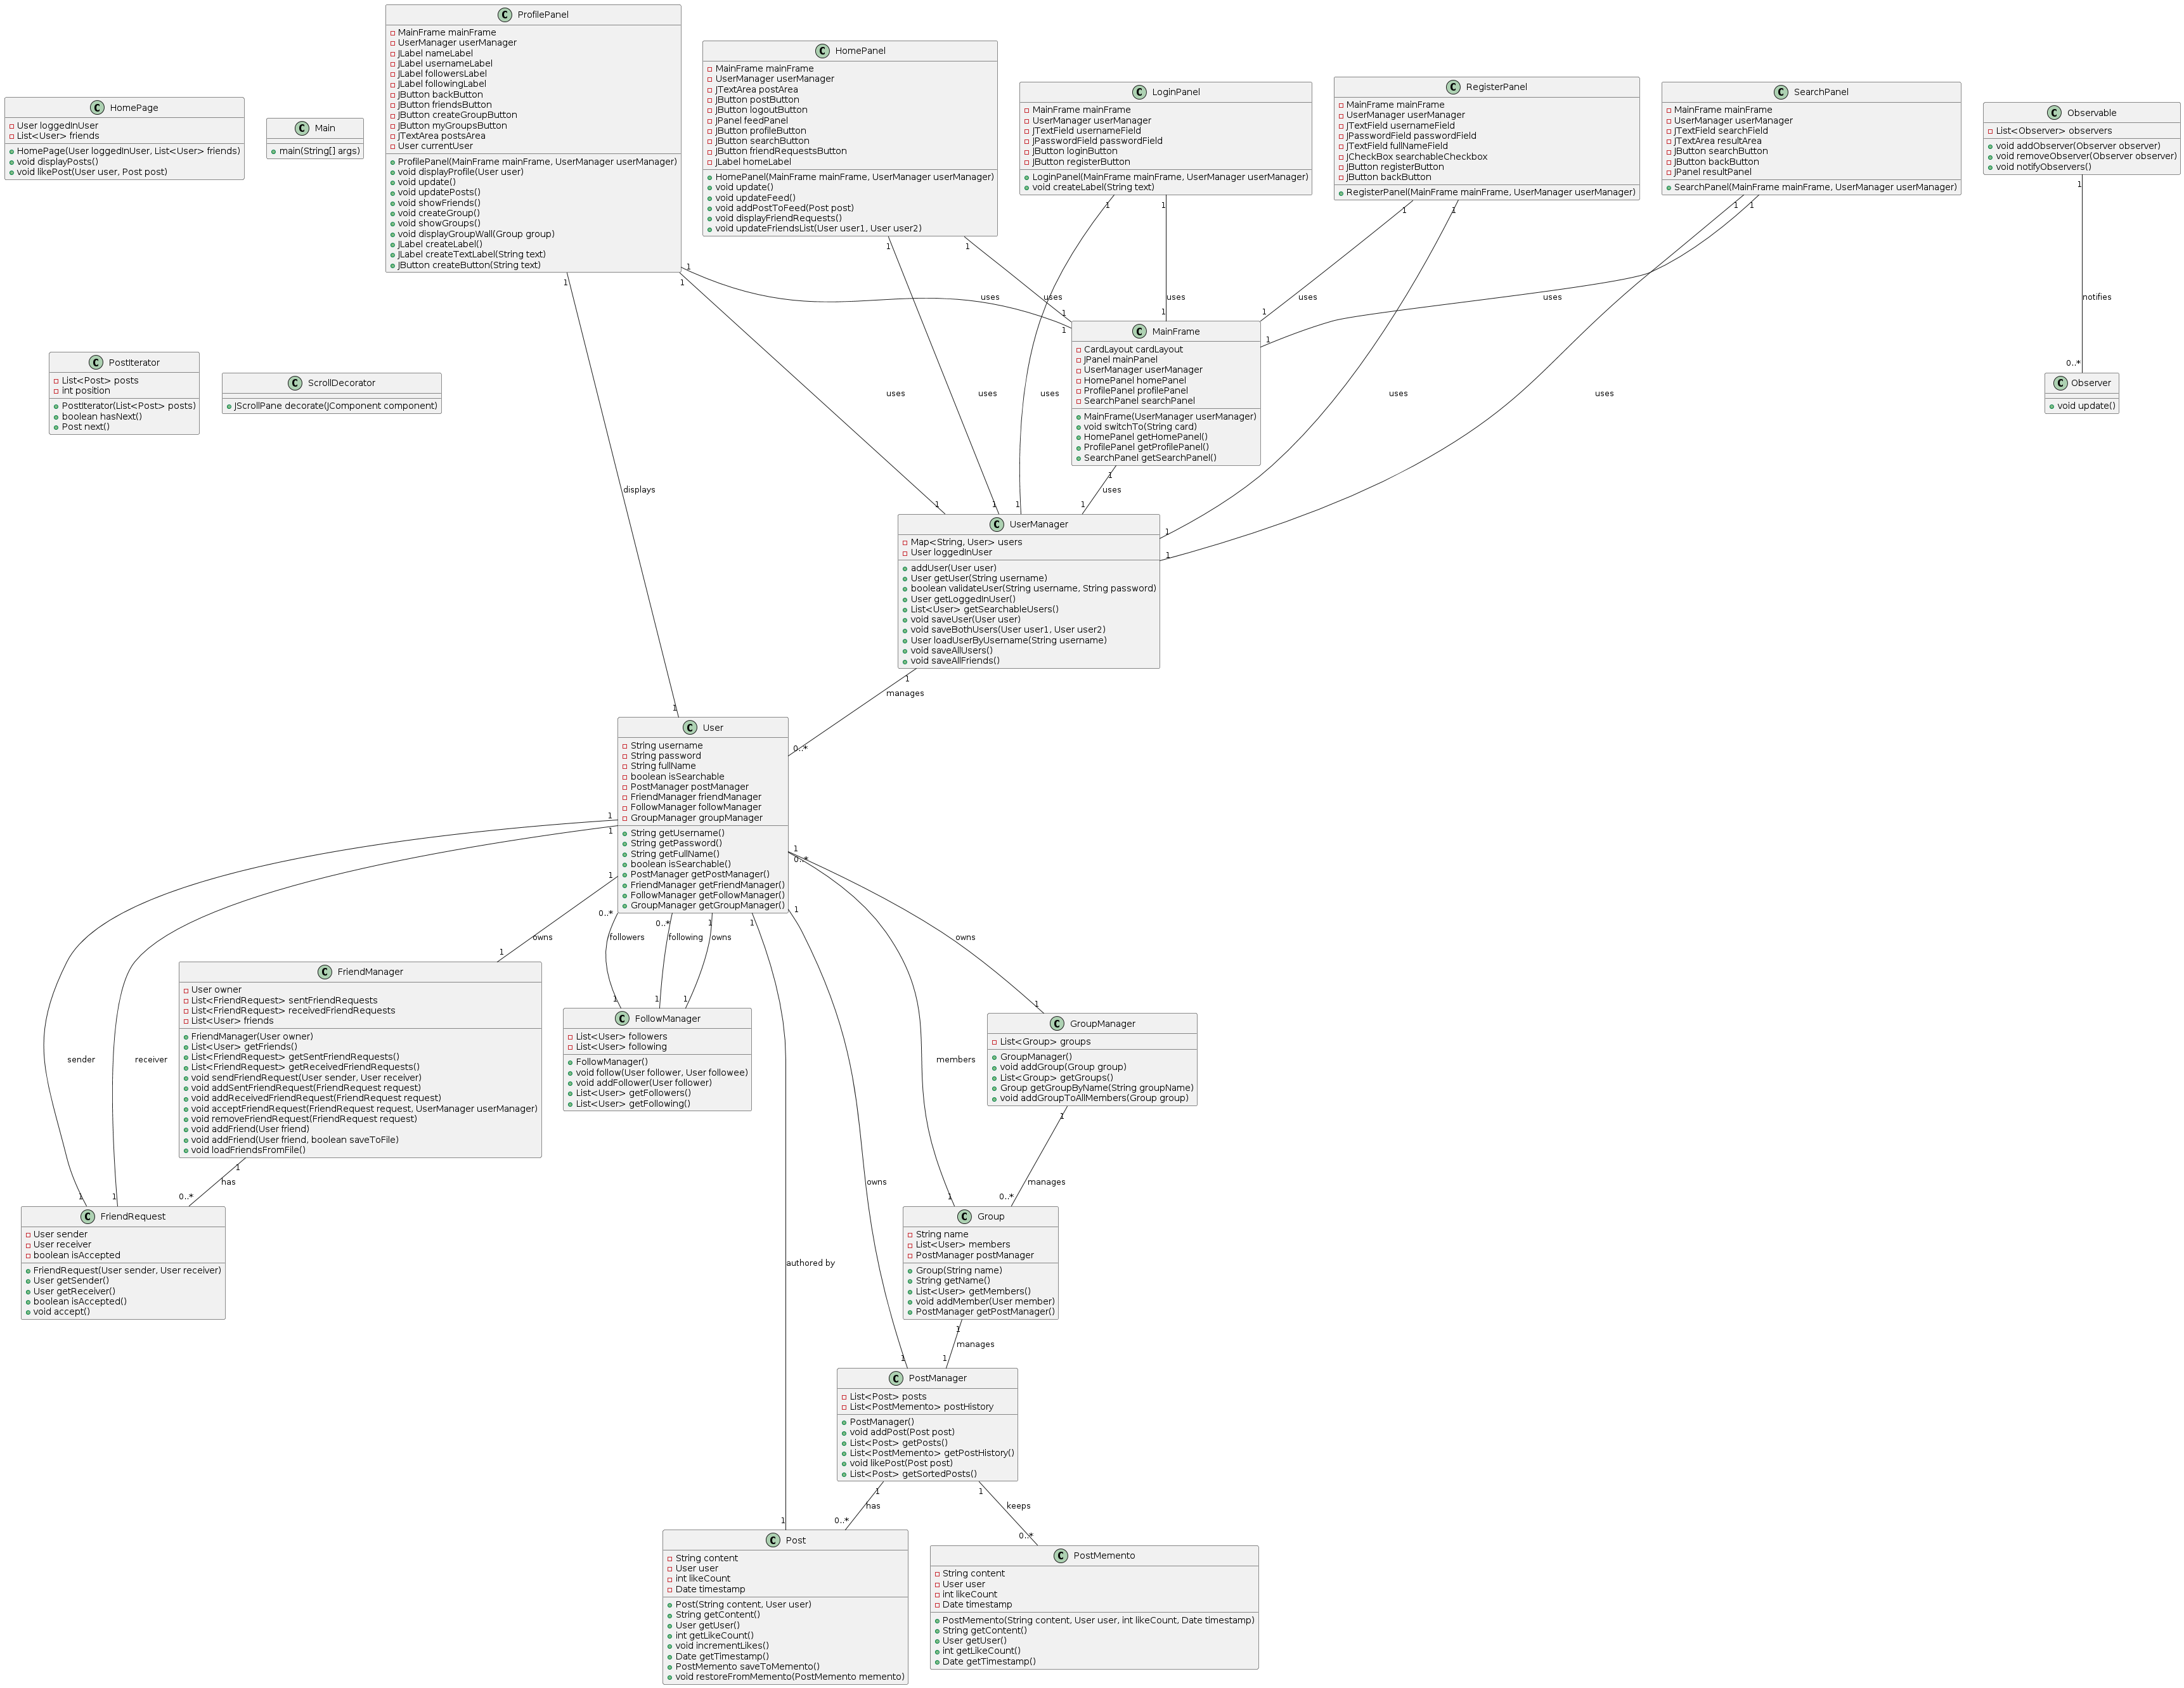 ProfilePanel
MainFrame mainFrame
UserManager userManager
JLabel nameLabel
JLabel usernameLabel
JLabel followersLabel
JLabel followingLabel
JButton backButton
JButton friendsButton
JButton createGroupButton
JButton myGroupsButton
JTextArea postsArea
User currentUser
ProfilePanel(MainFrame mainFrame, UserManager userManager)
void displayProfile(User user)
void update()
void updatePosts()
void showFriends()
void createGroup()
void showGroups()
void displayGroupWall(Group group)
JLabel createLabel()
JLabel createTextLabel(String text)
JButton createButton(String text)
HomePanel
MainFrame mainFrame
UserManager userManager
JTextArea postArea
JButton postButton
JButton logoutButton
JPanel feedPanel
JButton profileButton
JButton searchButton
JButton friendRequestsButton
JLabel homeLabel
HomePanel(MainFrame mainFrame, UserManager userManager)
void update()
void updateFeed()
void addPostToFeed(Post post)
void displayFriendRequests()
void updateFriendsList(User user1, User user2)
LoginPanel
MainFrame mainFrame
UserManager userManager
JTextField usernameField
JPasswordField passwordField
JButton loginButton
JButton registerButton
LoginPanel(MainFrame mainFrame, UserManager userManager)
void createLabel(String text)
RegisterPanel
MainFrame mainFrame
UserManager userManager
JTextField usernameField
JPasswordField passwordField
JTextField fullNameField
JCheckBox searchableCheckbox
JButton registerButton
JButton backButton
RegisterPanel(MainFrame mainFrame, UserManager userManager)
SearchPanel
MainFrame mainFrame
UserManager userManager
JTextField searchField
JTextArea resultArea
JButton searchButton
JButton backButton
JPanel resultPanel
SearchPanel(MainFrame mainFrame, UserManager userManager)
Observable
List<Observer> observers
void addObserver(Observer observer)
void removeObserver(Observer observer)
void notifyObservers()
HomePage
User loggedInUser
List<User> friends
HomePage(User loggedInUser, List<User> friends)
void displayPosts()
void likePost(User user, Post post)
Main
main(String[] args)
1
1
1
1
1
1
1
1
1
1
1
1
uses
uses
uses
uses
uses
notifies
1
1
1
1
1
0..*
PostIterator
List<Post> posts
int position
PostIterator(List<Post> posts)
boolean hasNext()
Post next()
ScrollDecorator
JScrollPane decorate(JComponent component)
MainFrame
CardLayout cardLayout
JPanel mainPanel
UserManager userManager
HomePanel homePanel
ProfilePanel profilePanel
SearchPanel searchPanel
MainFrame(UserManager userManager)
void switchTo(String card)
HomePanel getHomePanel()
ProfilePanel getProfilePanel()
SearchPanel getSearchPanel()
Observer
void update()
uses
uses
uses
uses
uses
1
displays
uses
1
1
1
1
1
1
UserManager
Map<String, User> users
User loggedInUser
addUser(User user)
User getUser(String username)
boolean validateUser(String username, String password)
User getLoggedInUser()
List<User> getSearchableUsers()
void saveUser(User user)
void saveBothUsers(User user1, User user2)
User loadUserByUsername(String username)
void saveAllUsers()
void saveAllFriends()
1
manages
1
0..*
User
String username
String password
String fullName
boolean isSearchable
PostManager postManager
FriendManager friendManager
FollowManager followManager
GroupManager groupManager
String getUsername()
String getPassword()
String getFullName()
boolean isSearchable()
PostManager getPostManager()
FriendManager getFriendManager()
FollowManager getFollowManager()
GroupManager getGroupManager()
1
1
1
0..*
1
0..*
0..*
1
1
1
owns
followers
following
owns
owns
1
1
1
1
1
FriendManager
User owner
List<FriendRequest> sentFriendRequests
List<FriendRequest> receivedFriendRequests
List<User> friends
FriendManager(User owner)
List<User> getFriends()
List<FriendRequest> getSentFriendRequests()
List<FriendRequest> getReceivedFriendRequests()
void sendFriendRequest(User sender, User receiver)
void addSentFriendRequest(FriendRequest request)
void addReceivedFriendRequest(FriendRequest request)
void acceptFriendRequest(FriendRequest request, UserManager userManager)
void removeFriendRequest(FriendRequest request)
void addFriend(User friend)
void addFriend(User friend, boolean saveToFile)
void loadFriendsFromFile()
FollowManager
List<User> followers
List<User> following
FollowManager()
void follow(User follower, User followee)
void addFollower(User follower)
List<User> getFollowers()
List<User> getFollowing()
GroupManager
List<Group> groups
GroupManager()
void addGroup(Group group)
List<Group> getGroups()
Group getGroupByName(String groupName)
void addGroupToAllMembers(Group group)
sender
receiver
members
1
1
has
owns
manages
1
1
0..*
1
0..*
FriendRequest
User sender
User receiver
boolean isAccepted
FriendRequest(User sender, User receiver)
User getSender()
User getReceiver()
boolean isAccepted()
void accept()
authored by
Group
String name
List<User> members
PostManager postManager
Group(String name)
String getName()
List<User> getMembers()
void addMember(User member)
PostManager getPostManager()
1
manages
1
1
PostManager
List<Post> posts
List<PostMemento> postHistory
PostManager()
void addPost(Post post)
List<Post> getPosts()
List<PostMemento> getPostHistory()
void likePost(Post post)
List<Post> getSortedPosts()
1
1
has
keeps
1
0..*
0..*
Post
String content
User user
int likeCount
Date timestamp
Post(String content, User user)
String getContent()
User getUser()
int getLikeCount()
void incrementLikes()
Date getTimestamp()
PostMemento saveToMemento()
void restoreFromMemento(PostMemento memento)
PostMemento
String content
User user
int likeCount
Date timestamp
PostMemento(String content, User user, int likeCount, Date timestamp)
String getContent()
User getUser()
int getLikeCount()
Date getTimestamp()